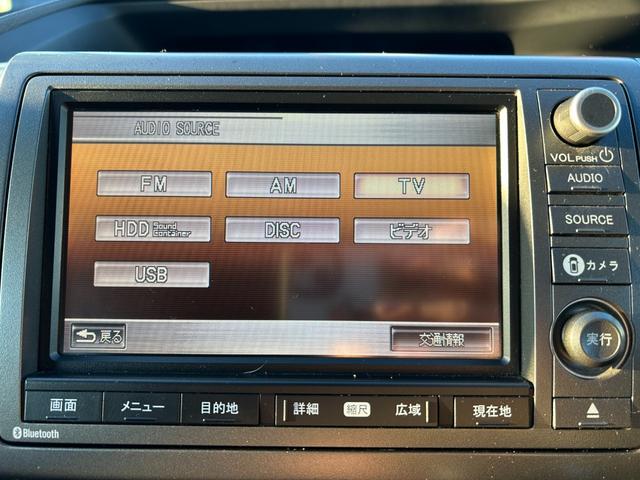 AUDIO SOURCE
FM AM TV
HDD Sound Container DISC ビデオ
USB
戻る 交通情報
VOL PUSH
AUDIO
SOURCE
カメラ
実行
画面 メニュー 目的地 詳細 縮尺 広域 現在地
Bluetooth